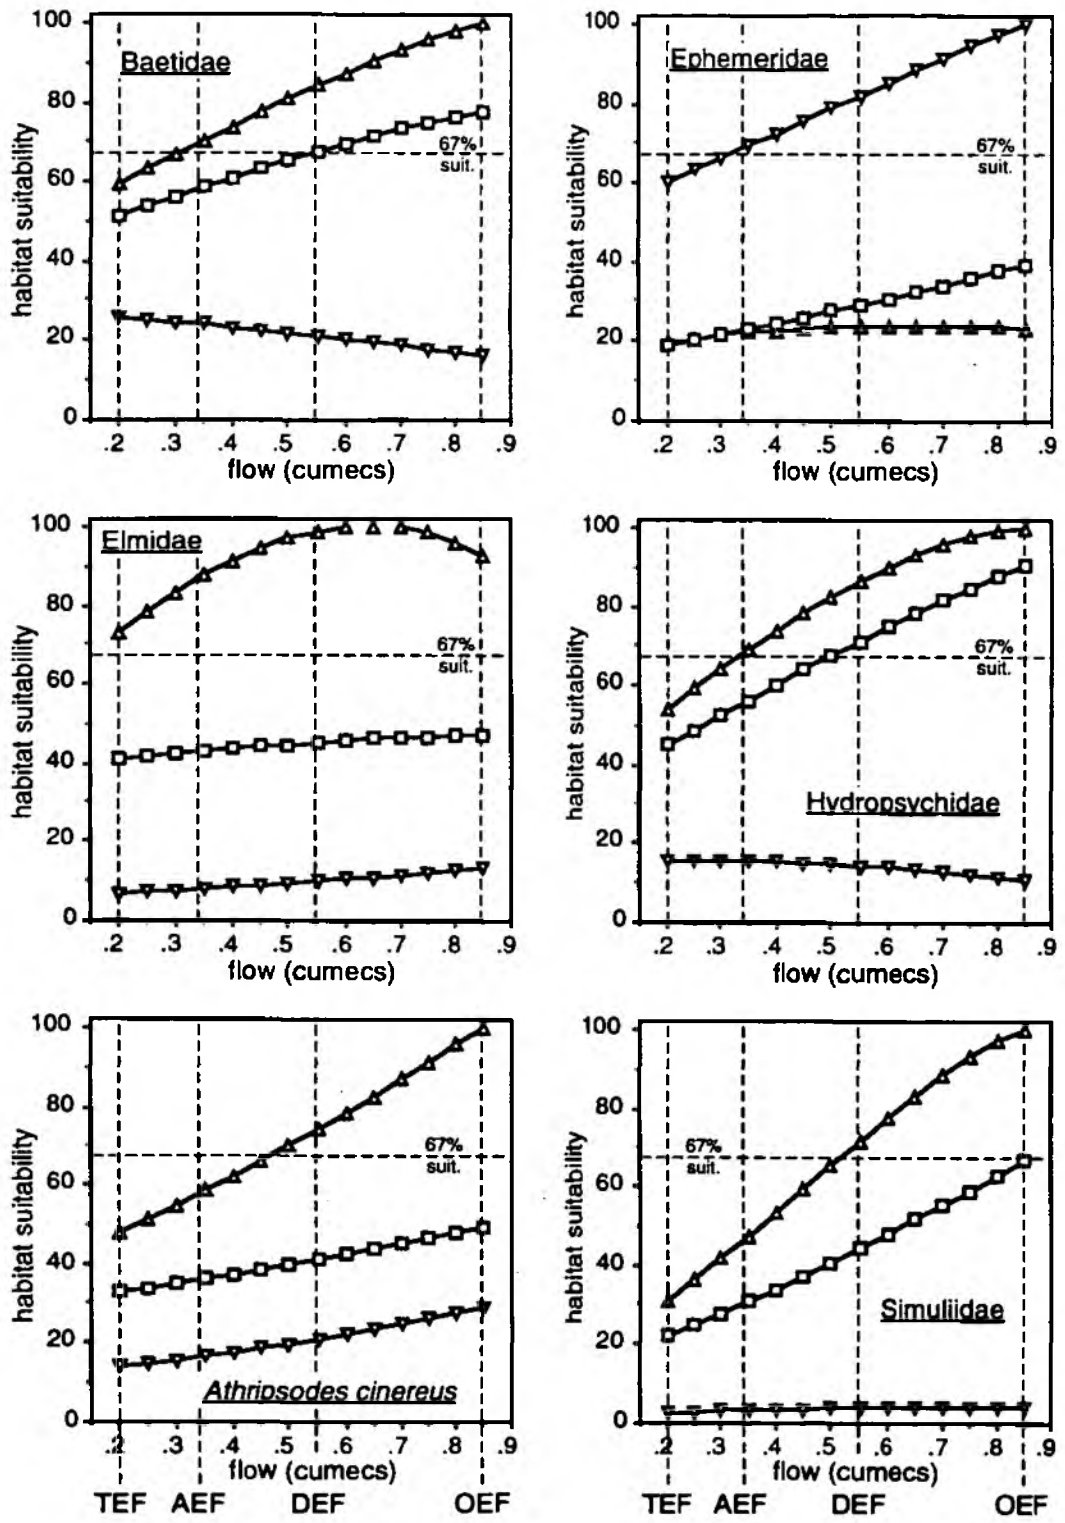 Baetidae
habitat suitability
100
80
60
40
20
0
67%
suit.
.2 .3 .4 .5 .6 .7 .8 .9
flow (cumecs)
Ephemeridae
habitat suitability
100
80
60
40
20
0
67%
suit.
.2 .3 .4 .5 .6 .7 .8 .9
flow (cumecs)
Elmidae
habitat suitability
100
80
60
40
20
0
67%
suit.
.2 .3 .4 .5 .6 .7 .8 .9
flow (cumecs)
Hydropsychidae
habitat suitability
100
80
60
40
20
0
67%
suit.
.2 .3 .4 .5 .6 .7 .8 .9
flow (cumecs)
Athripsodes cinereus
habitat suitability
100
80
60
40
20
0
67%
suit.
.2 .3 .4 .5 .6 .7 .8 .9
flow (cumecs)
TEF AEF DEF OEF
Simuliidae
habitat suitability
100
80
60
40
20
0
67%
suit.
.2 .3 .4 .5 .6 .7 .8 .9
flow (cumecs)
TEF AEF DEF OEF